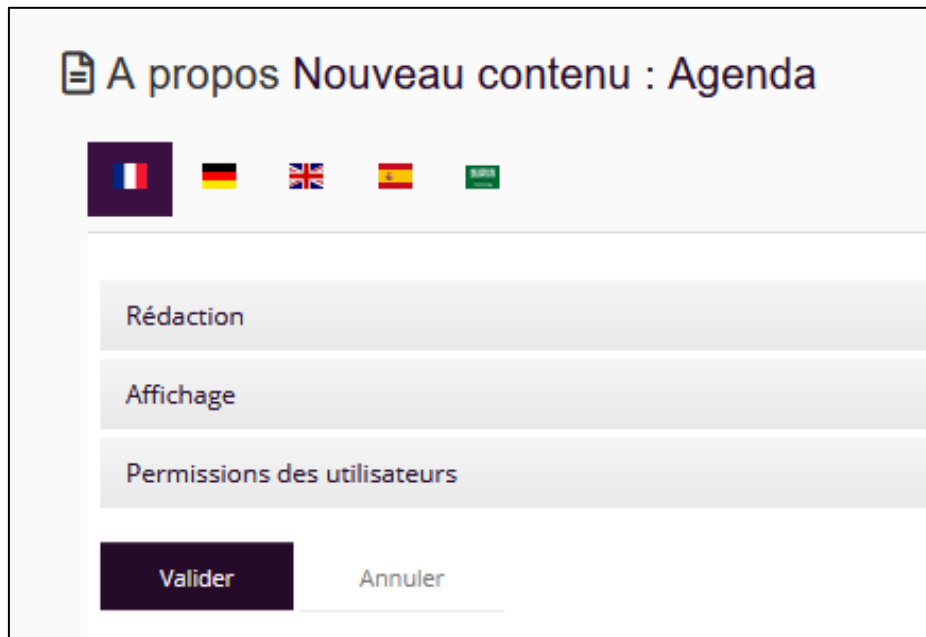 A propos Nouveau contenu : Agenda
Rédaction
Affichage
Permissions des utilisateurs
Valider
Annuler